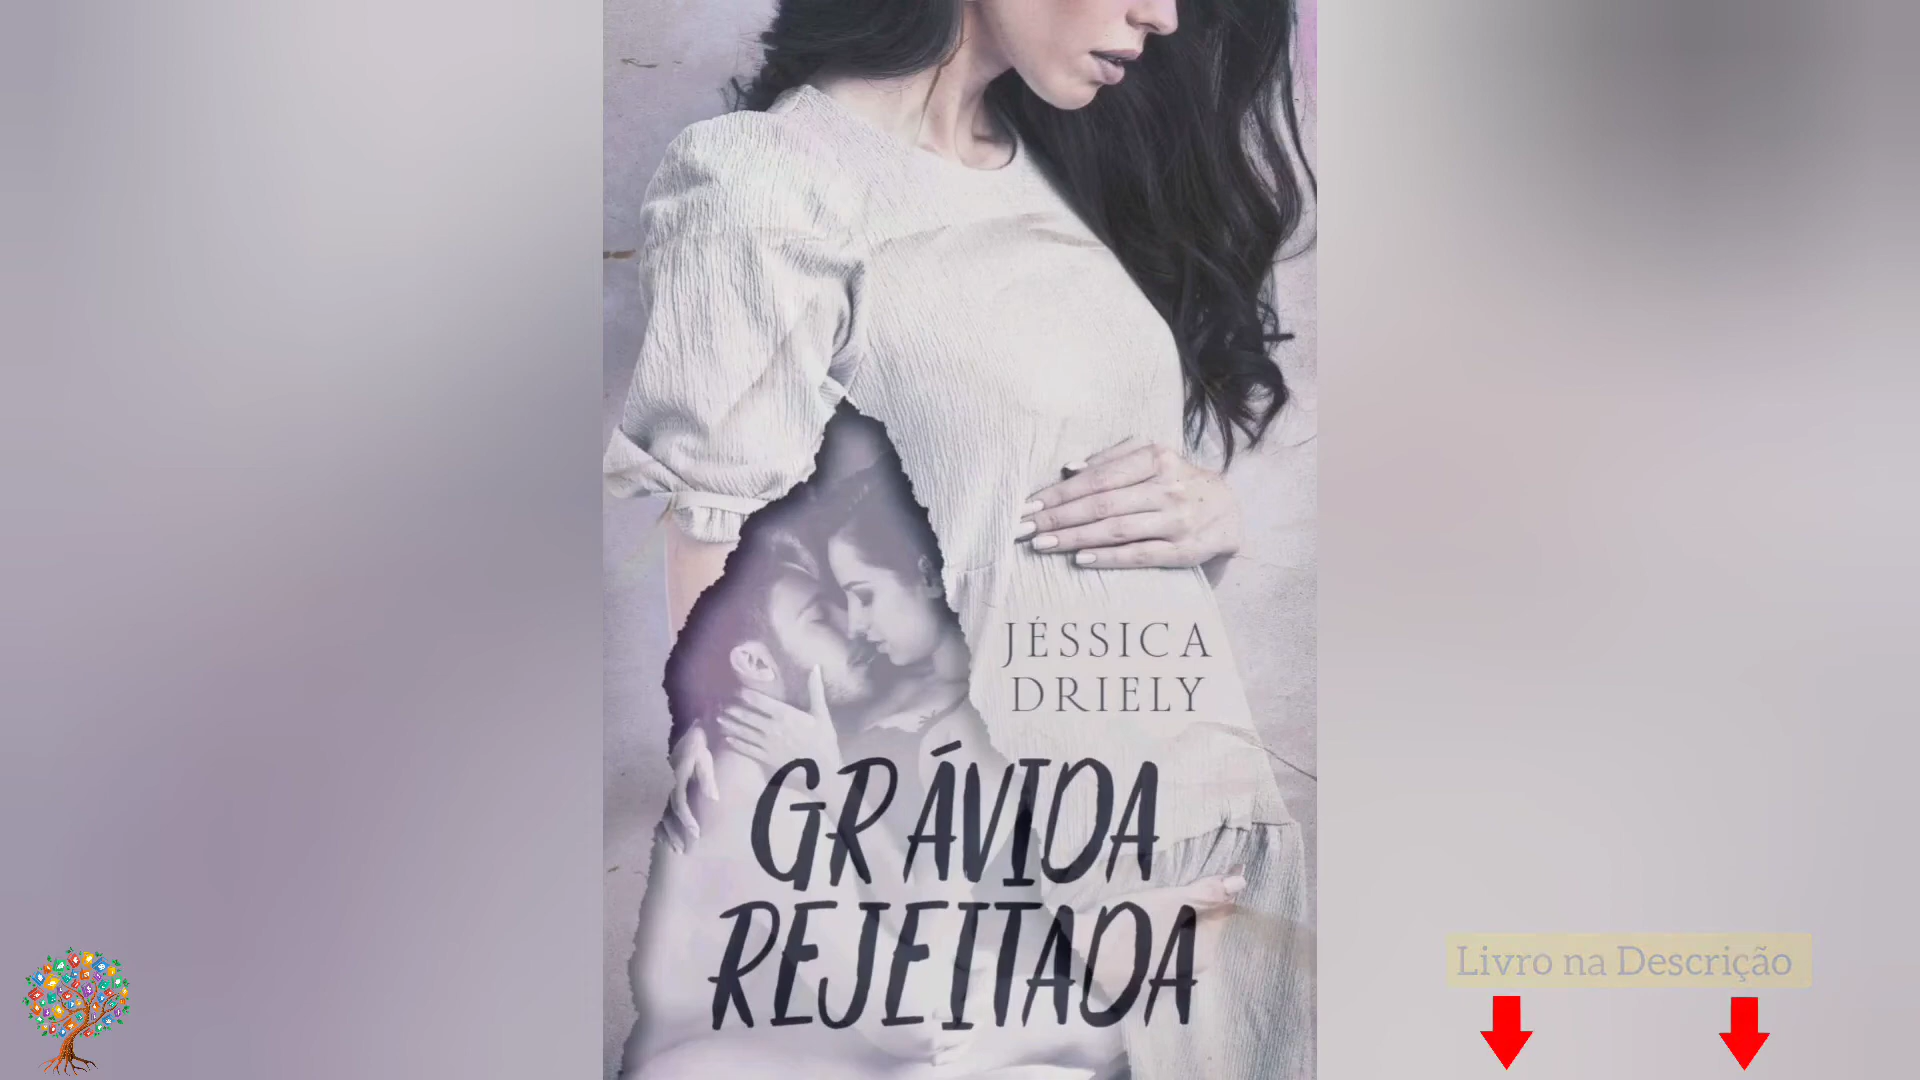 JÉSSICA
DRIELY
GRÁVIDA
REJEITADA
Livro na Descrição